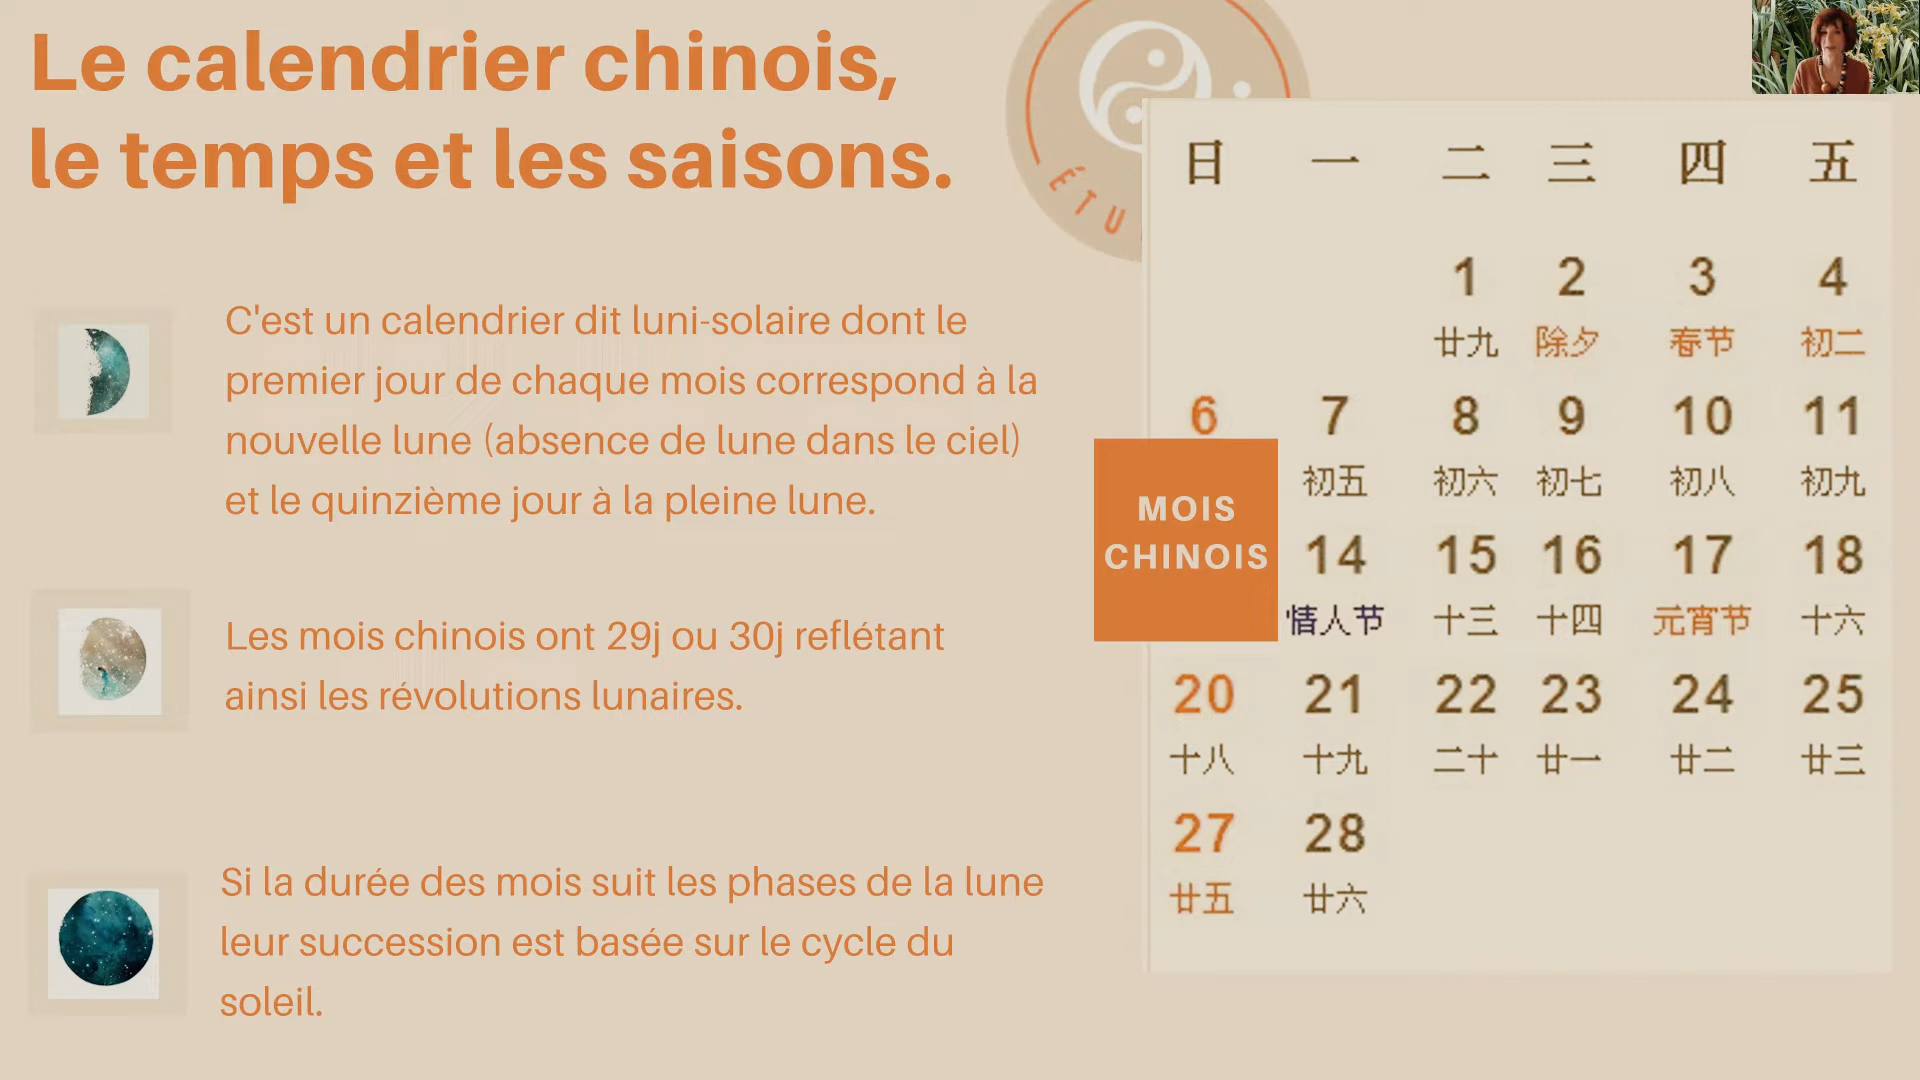 Le calendrier chinois,
le temps et les saisons.
C'est un calendrier dit luni-solaire dont le
premier jour de chaque mois correspond à la
nouvelle lune (absence de lune dans le ciel)
et le quinzième jour à la pleine lune.
Les mois chinois ont 29j ou 30j reflétant
ainsi les révolutions lunaires.
Si la durée des mois suit les phases de la lune
leur succession est basée sur le cycle du
soleil.
ÉTU
MOIS
CHINOIS
日 一 二 三 四 五
1 2 3 4
廿九 除夕 春节 初二
6 7 8 9 10 11
初五 初六 初七 初八 初九
14 15 16 17 18
情人节 十三 十四 元宵节 十六
20 21 22 23 24 25
十八 十九 二十 廿一 廿二 廿三
27 28
廿五 廿六